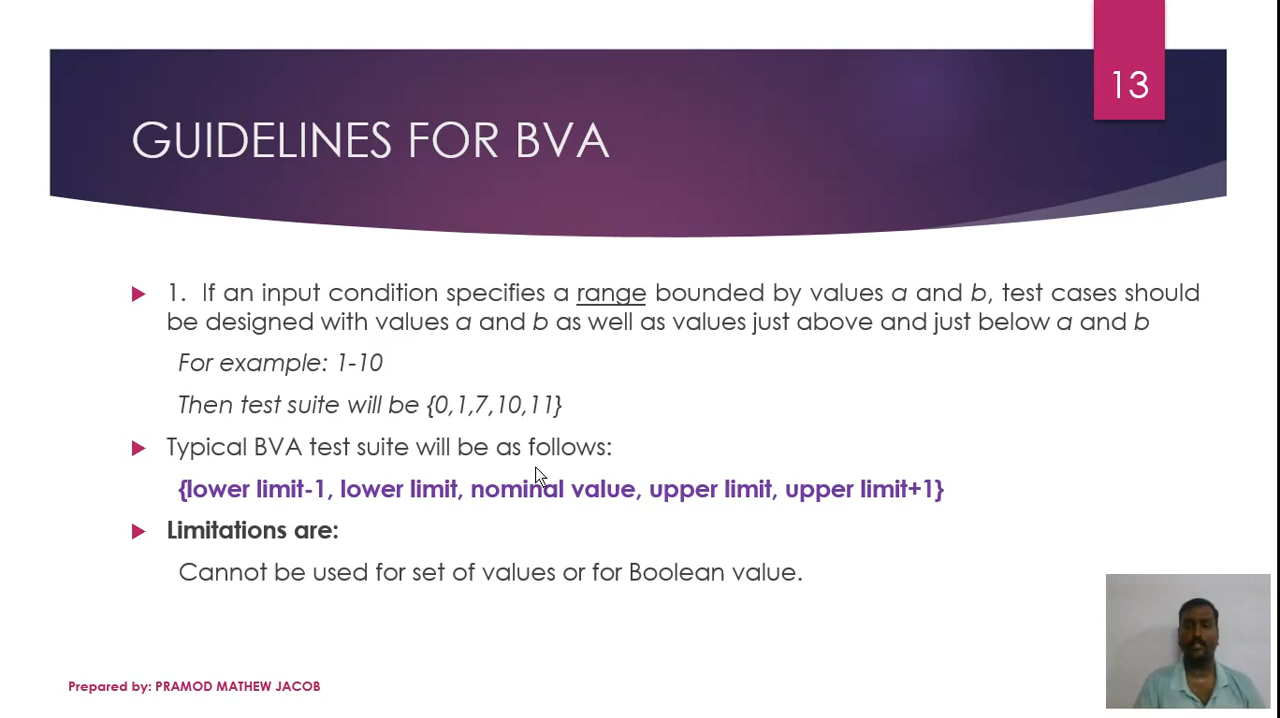 13
GUIDELINES FOR BVA
1. If an input condition specifies a range bounded by values a and b, test cases should
be designed with values a and b as well as values just above and just below a and b
For example: 1-10
Then test suite will be {0,1,7,10,11}
Typical BVA test suite will be as follows:
{lower limit-1, lower limit, nominal value, upper limit, upper limit+1}
Limitations are:
Cannot be used for set of values or for Boolean value.
Prepared by: PRAMOD MATHEW JACOB